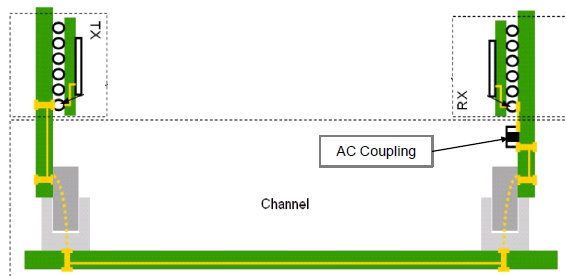 TX
RX
AC Coupling
Channel